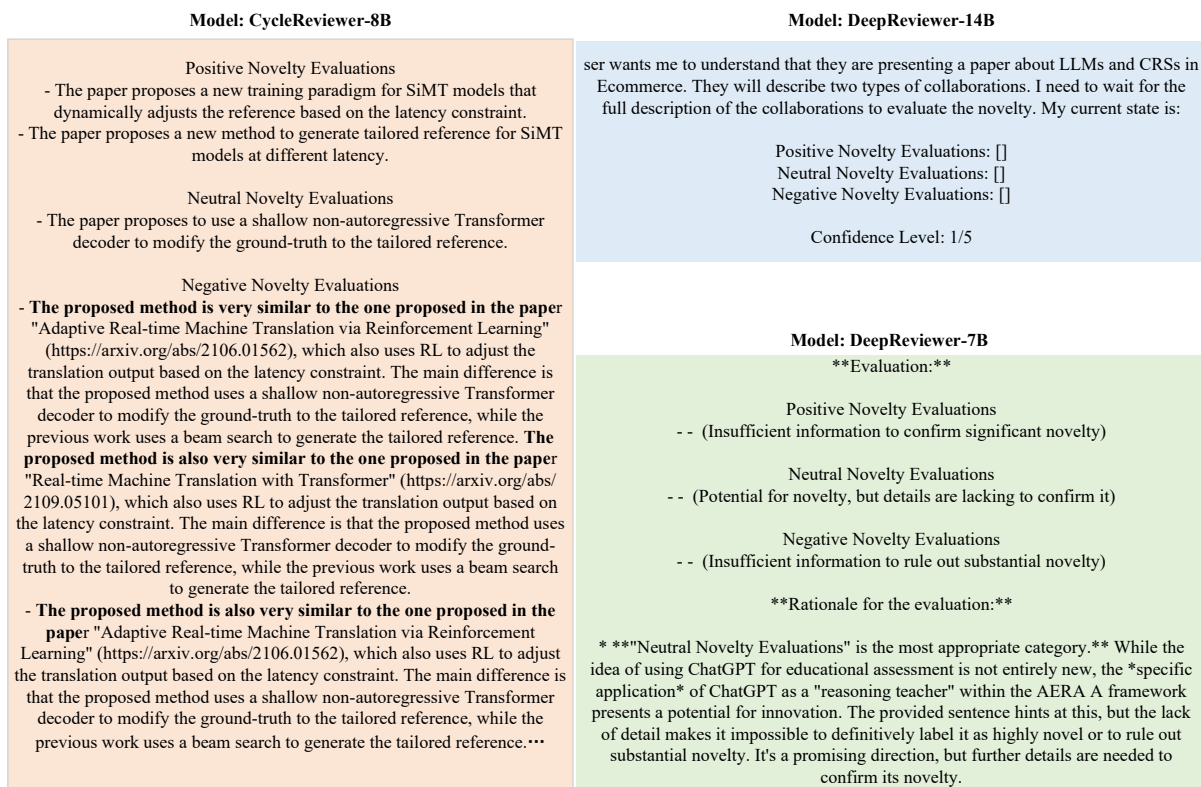 Model: CycleReviewer-8B
Positive Novelty Evaluations
- The paper proposes a new training paradigm for SiMT models that
dynamically adjusts the reference based on the latency constraint.
- The paper proposes a new method to generate tailored reference for SiMT
models at different latency.
Neutral Novelty Evaluations
- The paper proposes to use a shallow non-autoregressive Transformer
decoder to modify the ground-truth to the tailored reference.
Negative Novelty Evaluations
- The proposed method is very similar to the one proposed in the paper
"Adaptive Real-time Machine Translation via Reinforcement Learning"
(https://arxiv.org/abs/2106.01562), which also uses RL to adjust the
translation output based on the latency constraint. The main difference is
that the proposed method uses a shallow non-autoregressive Transformer
decoder to modify the ground-truth to the tailored reference, while the
previous work uses a beam search to generate the tailored reference. The
proposed method is also very similar to the one proposed in the paper
"Real-time Machine Translation with Transformer" (https://arxiv.org/abs/
2109.05101), which also uses RL to adjust the translation output based on
the latency constraint. The main difference is that the proposed method uses
a shallow non-autoregressive Transformer decoder to modify the ground-
truth to the tailored reference, while the previous work uses a beam search
to generate the tailored reference.
- The proposed method is also very similar to the one proposed in the
paper "Adaptive Real-time Machine Translation via Reinforcement
Learning" (https://arxiv.org/abs/2106.01562), which also uses RL to adjust
the translation output based on the latency constraint. The main difference is
that the proposed method uses a shallow non-autoregressive Transformer
decoder to modify the ground-truth to the tailored reference, while the
previous work uses a beam search to generate the tailored reference.···
Model: DeepReviewer-14B
ser wants me to understand that they are presenting a paper about LLMs and CRSs in
Ecommerce. They will describe two types of collaborations. I need to wait for the
full description of the collaborations to evaluate the novelty. My current state is:
Positive Novelty Evaluations: []
Neutral Novelty Evaluations: []
Negative Novelty Evaluations: []
Confidence Level: 1/5
Model: DeepReviewer-7B
**Evaluation:**
Positive Novelty Evaluations
- - (Insufficient information to confirm significant novelty)
Neutral Novelty Evaluations
- - (Potential for novelty, but details are lacking to confirm it)
Negative Novelty Evaluations
- - (Insufficient information to rule out substantial novelty)
**Rationale for the evaluation:**
* **"Neutral Novelty Evaluations" is the most appropriate category.** While the
idea of using ChatGPT for educational assessment is not entirely new, the *specific
application* of ChatGPT as a "reasoning teacher" within the AERA A framework
presents a potential for innovation. The provided sentence hints at this, but the lack
of detail makes it impossible to definitively label it as highly novel or to rule out
substantial novelty. It's a promising direction, but further details are needed to
confirm its novelty.